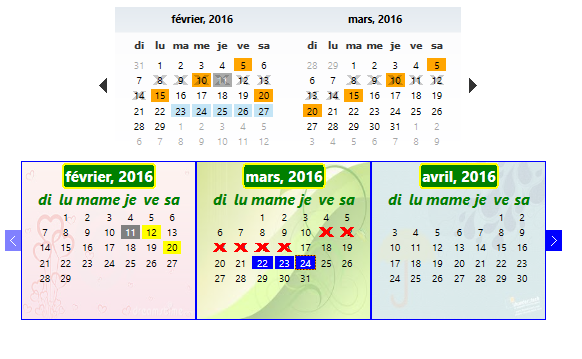 février, 2016 mars, 2016
di lu ma me je ve sa di lu ma me je ve sa
31 1 2 3 4 5 6 28 29 1 2 3 4 5
7 8 9 10 11 12 13 6 7 8 9 10 11 12
14 15 16 17 18 19 20 13 14 15 16 17 18 19
21 22 23 24 25 26 27 20 21 22 23 24 25 26
28 29 1 2 3 4 5 27 28 29 30 31 1 2
6 7 8 9 10 11 12 3 4 5 6 7 8 9
février, 2016 mars, 2016 avril, 2016
di lu ma me je ve sa di lu ma me je ve sa di lu ma me je ve sa
1 2 3 4 5 6 1 2 3 4 5 1 2
7 8 9 10 11 12 13 6 7 8 9 10 3 4 5 6 7 8 9
14 15 16 17 18 19 20 17 18 19 10 11 12 13 14 15 16
21 22 23 24 25 26 27 20 21 22 23 24 25 26 17 18 19 20 21 22 23
28 29 27 28 29 30 31 24 25 26 27 28 29 30